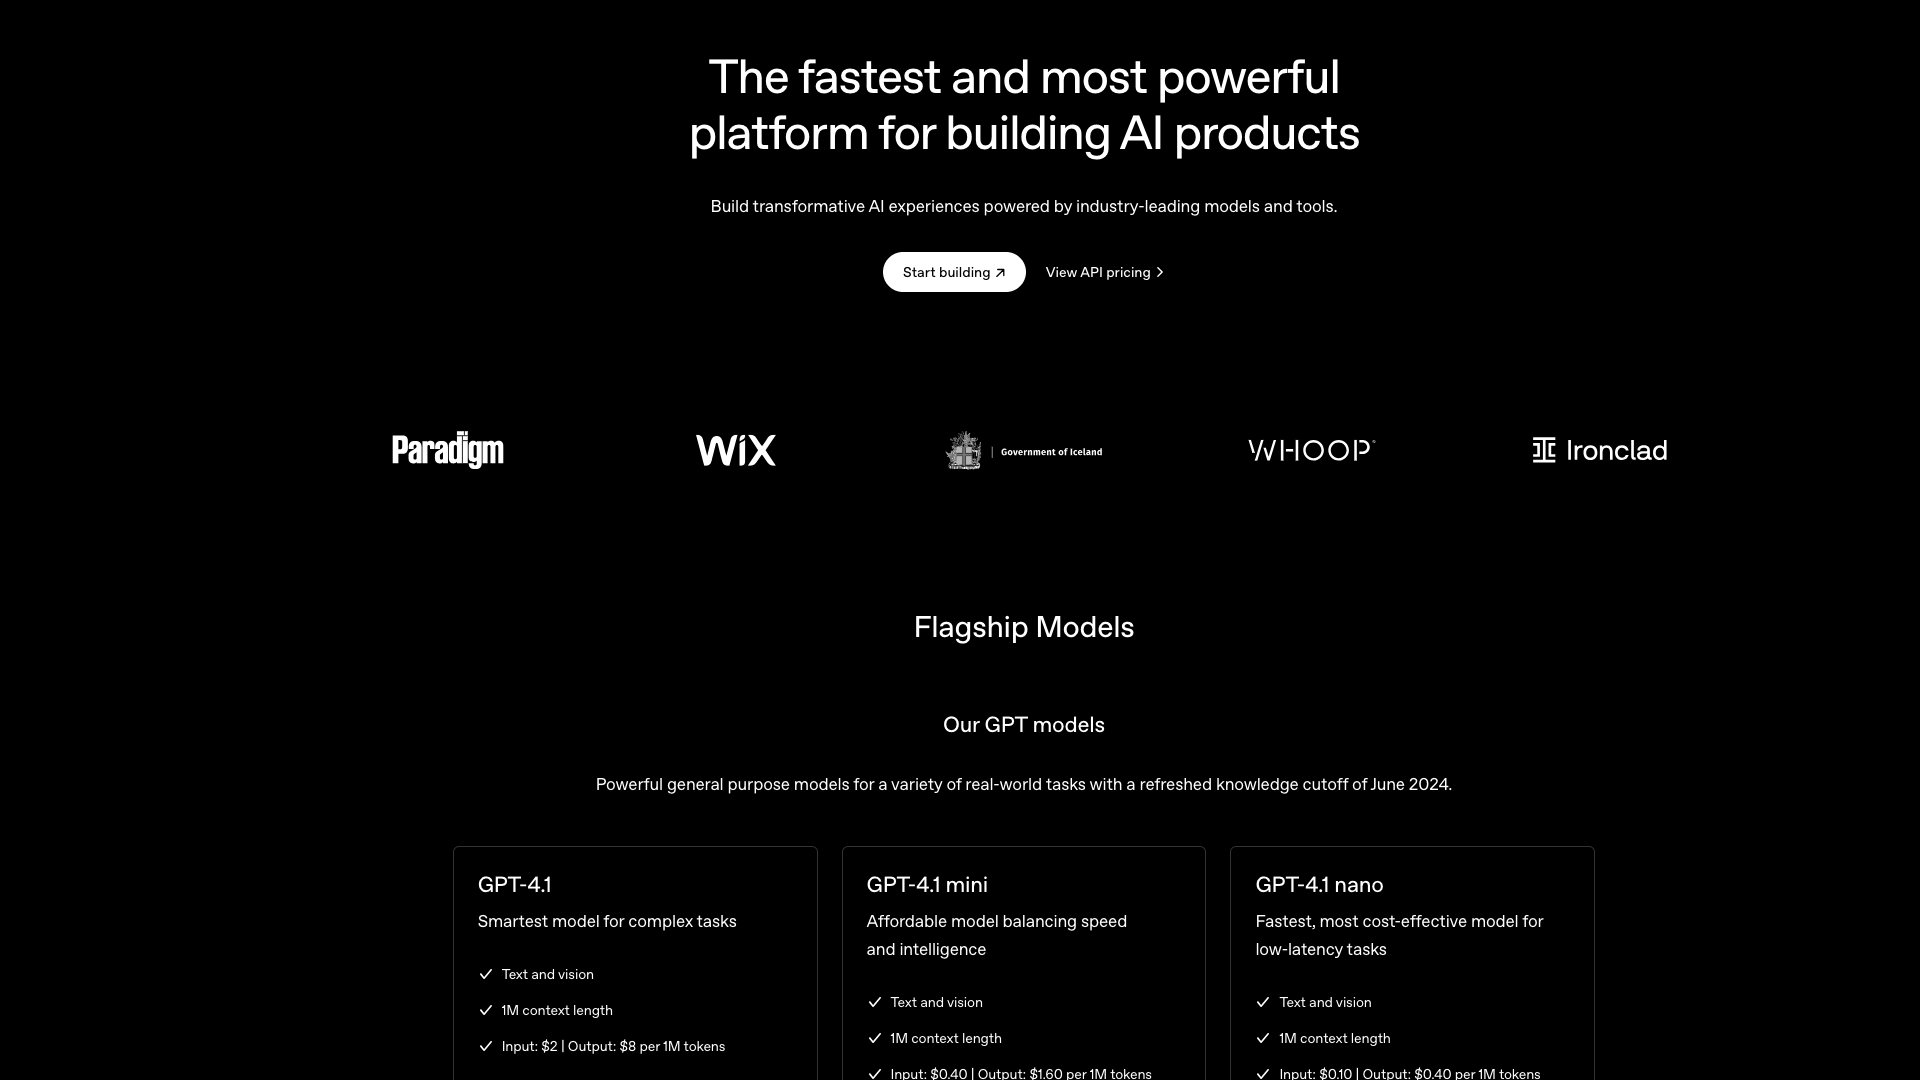 The fastest and most powerful
platform for building AI products
Build transformative AI experiences powered by industry-leading models and tools.
Start building
View API pricing
Paradigm
WiX
Government of Iceland
WHOOP
Ironclad
Flagship Models
Our GPT models
Powerful general purpose models for a variety of real-world tasks with a refreshed knowledge cutoff of June 2024.
GPT-4.1
Smartest model for complex tasks
Text and vision
1M context length
Input: $2 | Output: $8 per 1M tokens
GPT-4.1 mini
Affordable model balancing speed
and intelligence
Text and vision
1M context length
Input: $0.40 | Output: $1.60 per 1M tokens
GPT-4.1 nano
Fastest, most cost-effective model for
low-latency tasks
Text and vision
1M context length
Input: $0.10 | Output: $0.40 per 1M tokens